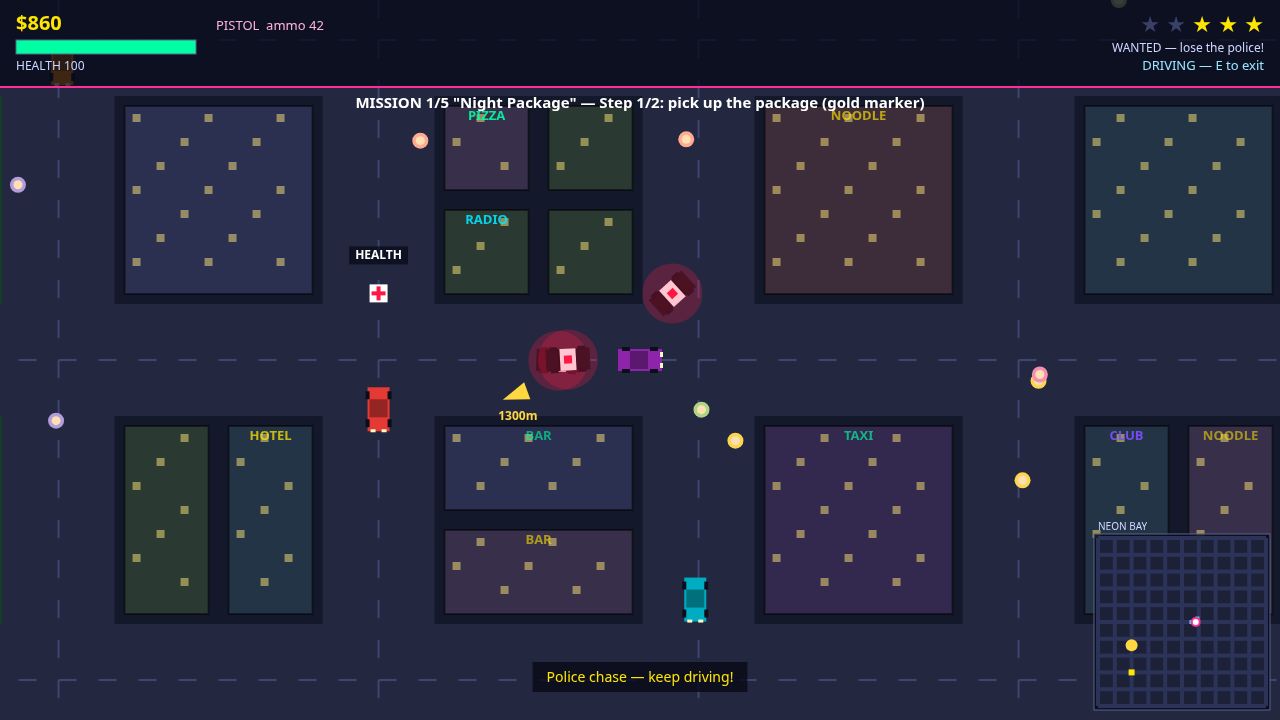 $860
PISTOL ammo 42
HEALTH 100
★ ★ ★ ★ ★
WANTED — lose the police!
DRIVING — E to exit
MISSION 1/5 "Night Package" — Step 1/2: pick up the package (gold marker)
PIZZA
NOODLE
RADIO
HEALTH
1300m
HOTEL
BAR
TAXI
CLUB
NOODLE
BAR
NEON BAY
Police chase — keep driving!